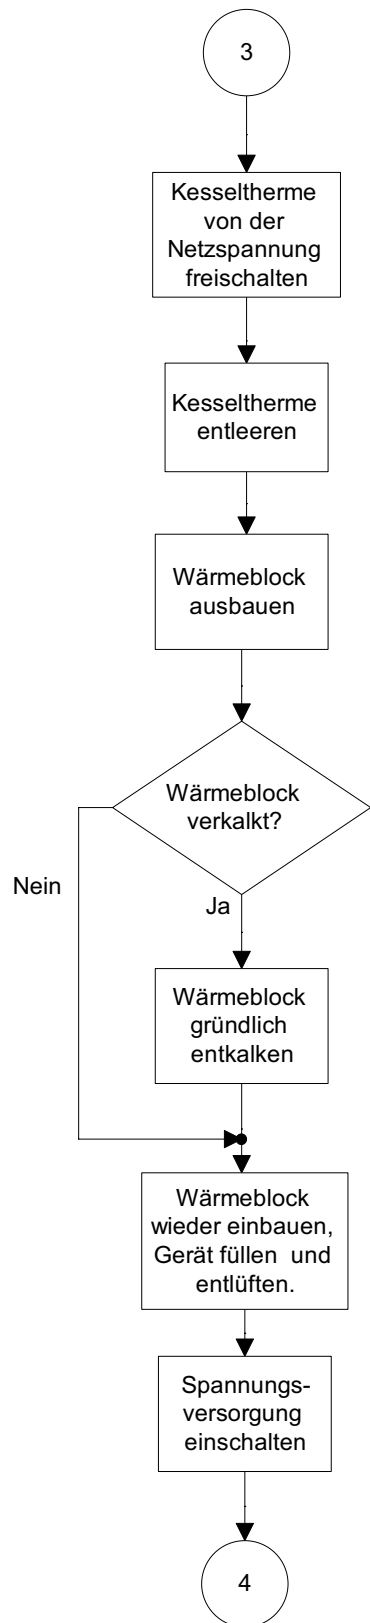 3
Kesseltherme
von der
Netzspannung
freischalten
Kesseltherme
entleeren
Wärmeblock
ausbauen
Wärmeblock
verkalkt?
Nein
Ja
Wärmeblock
gründlich
entkalken
Wärmeblock
wieder einbauen,
Gerät füllen  und
entlüften.
Spannungs-
versorgung
einschalten
4